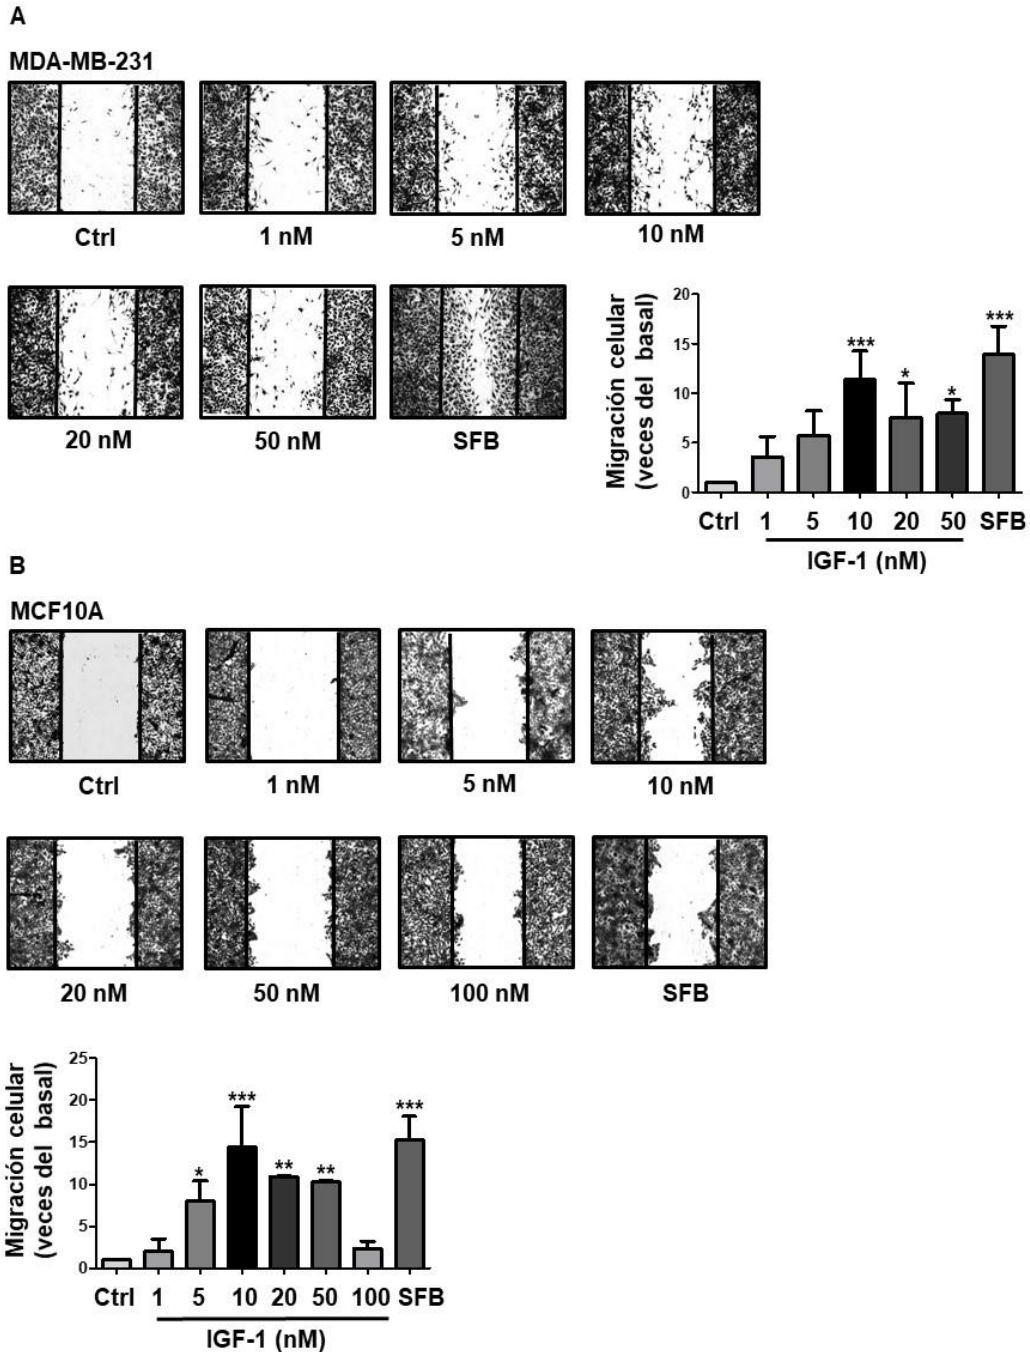 A
MDA-MB-231
Ctrl
1 nM
5 nM
10 nM
20 nM
50 nM
SFB
Migración celular
(veces del basal)
20
15
10
5
0
***
*
*
***
Ctrl 1 5 10 20 50 SFB
IGF-1 (nM)
B
MCF10A
Ctrl
1 nM
5 nM
10 nM
20 nM
50 nM
100 nM
SFB
Migración celular
(veces del basal)
25
20
15
10
5
0
*
***
**
**
***
Ctrl 1 5 10 20 50 100 SFB
IGF-1 (nM)